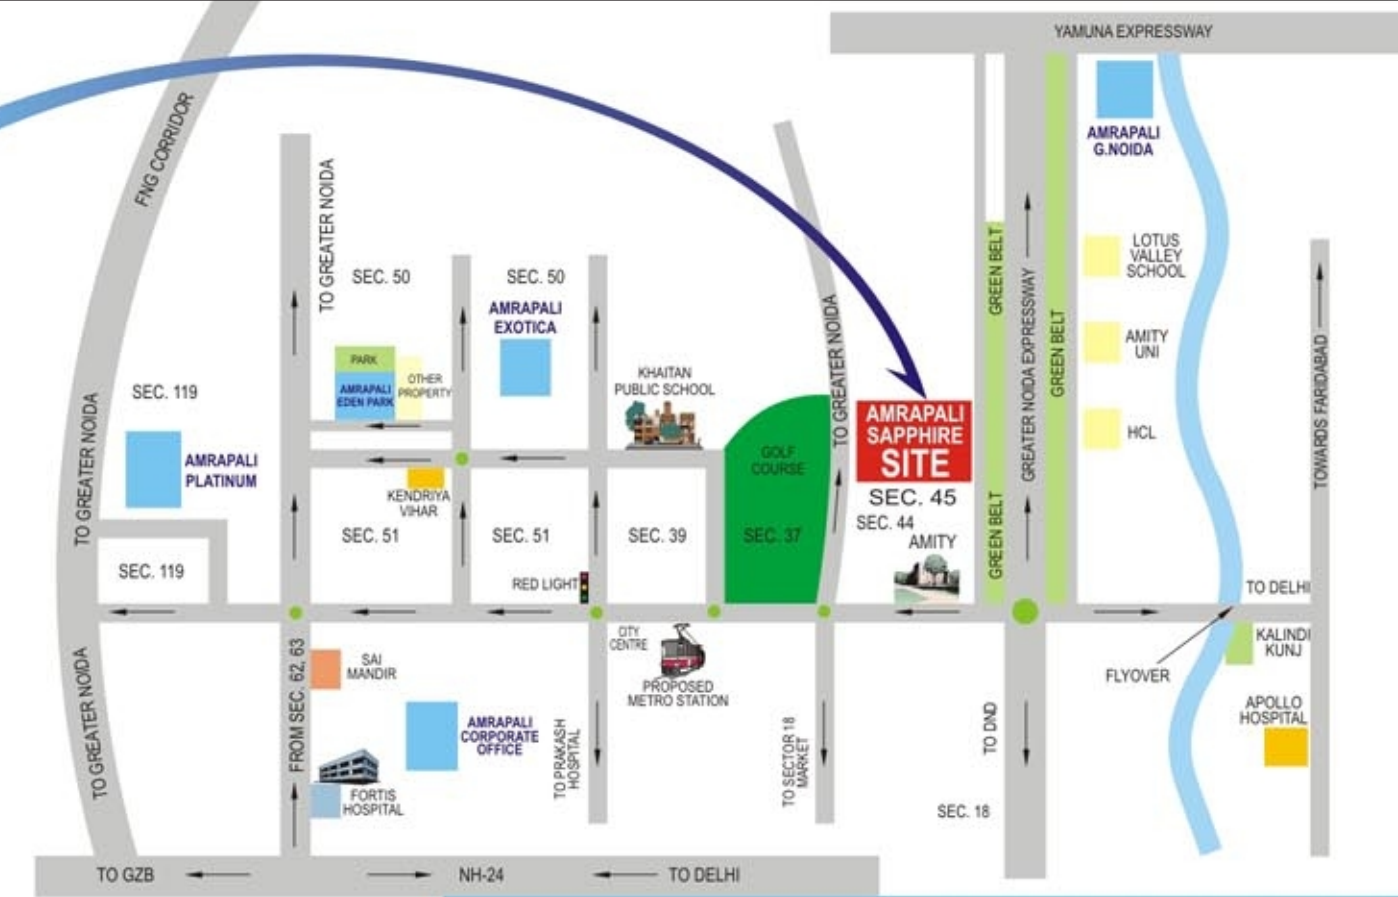 YAMUNA EXPRESSWAY
AMRAPALI
G.NOIDA
FNG CORRIDOR
TO GREATER NOIDA
SEC. 50
SEC. 50
AMRAPALI
EXOTICA
GREEN BELT
GREATER NOIDA EXPRESSWAY
GREEN BELT
LOTUS
VALLEY
SCHOOL
AMITY
UNI
HCL
TOWARDS FARIDABAD
PARK
AMRAPALI
EDEN PARK
OTHER
PROPERTY
KHAITAN
PUBLIC SCHOOL
TO GREATER NOIDA
AMRAPALI
SAPPHIRE
SITE
SEC. 45
SEC. 44
AMITY
SEC. 119
AMRAPALI
PLATINUM
TO GREATER NOIDA
GOLF
COURSE
KENDRIYA
VIHAR
SEC. 51
SEC. 51
SEC. 39
SEC. 37
GREEN BELT
SEC. 119
RED LIGHT
TO DELHI
CITY
CENTRE
PROPOSED
METRO STATION
KALINDI
KUNJ
FLYOVER
TO GREATER NOIDA
FROM SEC. 62, 63
SAI
MANDIR
AMRAPALI
CORPORATE
OFFICE
TO PRAKASH
HOSPITAL
TO SECTOR 18
MARKET
TO DND
APOLLO
HOSPITAL
FORTIS
HOSPITAL
SEC. 18
TO GZB
NH-24
TO DELHI